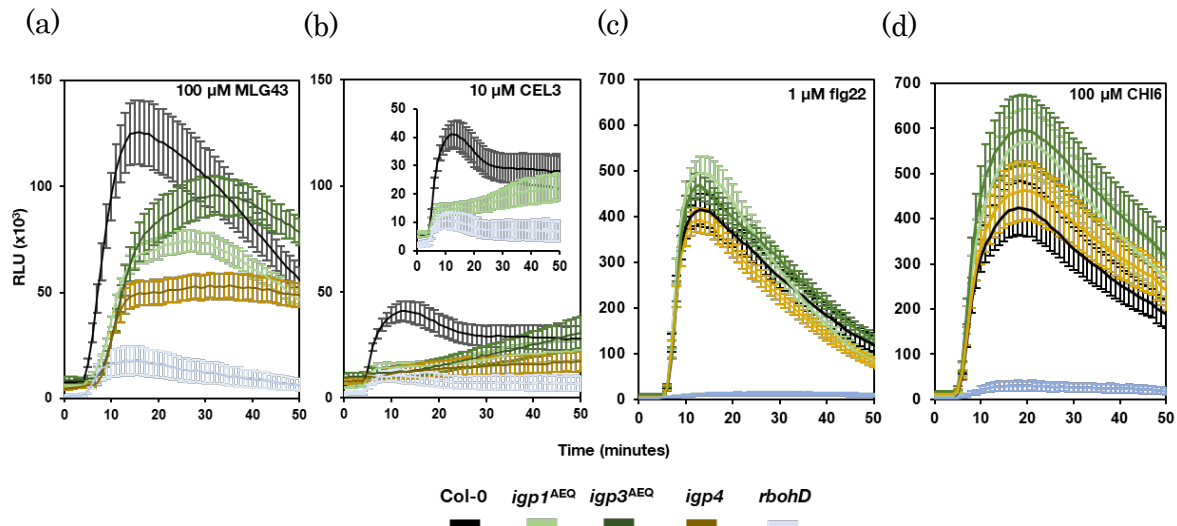 (a) (b) (c) (d)
100 µM MLG43
10 µM CEL3
1 µM flg22
100 µM CHI6
RLU (x10³)
150
100
50
0
0 10 20 30 40 50
150
100
50
0
0 10 20 30 40 50
50
40
30
20
10
0
0 10 20 30 40 50
700
600
500
400
300
200
100
0
0 10 20 30 40 50
700
600
500
400
300
200
100
0
0 10 20 30 40 50
Time (minutes)
Col-0 igp1ᴬᴱQ igp3ᴬᴱQ igp4 rbohD